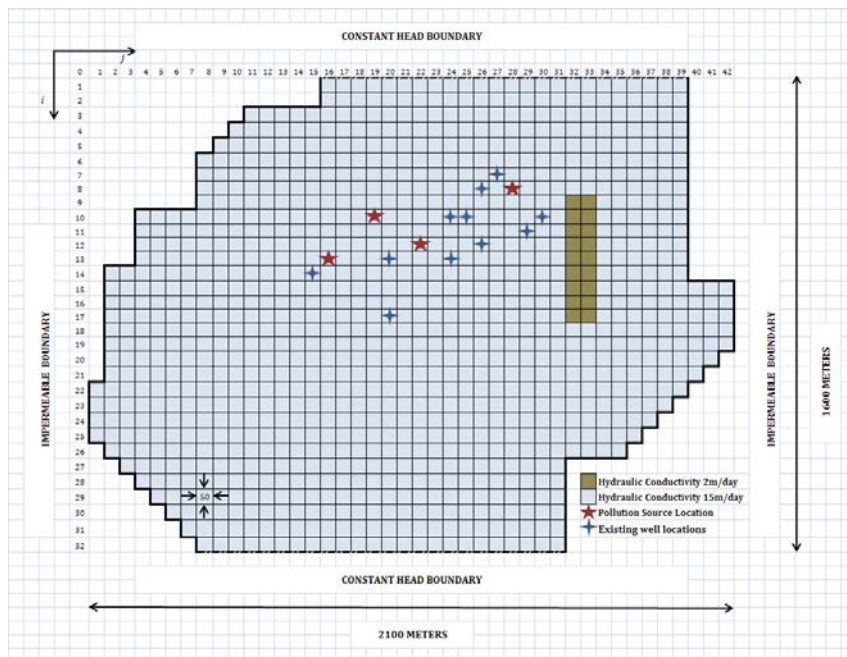 CONSTANT HEAD BOUNDARY
j
0 1 2 3 4 5 6 7 8 9 10 11 12 13 14 15 16 17 18 19 20 21 22 23 24 25 26 27 28 29 30 31 32 33 34 35 36 37 38 39 40 41 42
i
1
2
3
4
5
6
7
8
9
10
11
12
13
14
15
16
17
18
19
20
21
22
23
24
25
26
27
28
29
30
31
32
IMPERMEABLE BOUNDARY
IMPERMEABLE BOUNDARY
1600 METERS
50
Hydraulic Conductivity 2m/day
Hydraulic Conductivity 15m/day
Pollution Source Location
Existing well locations
CONSTANT HEAD BOUNDARY
2100 METERS